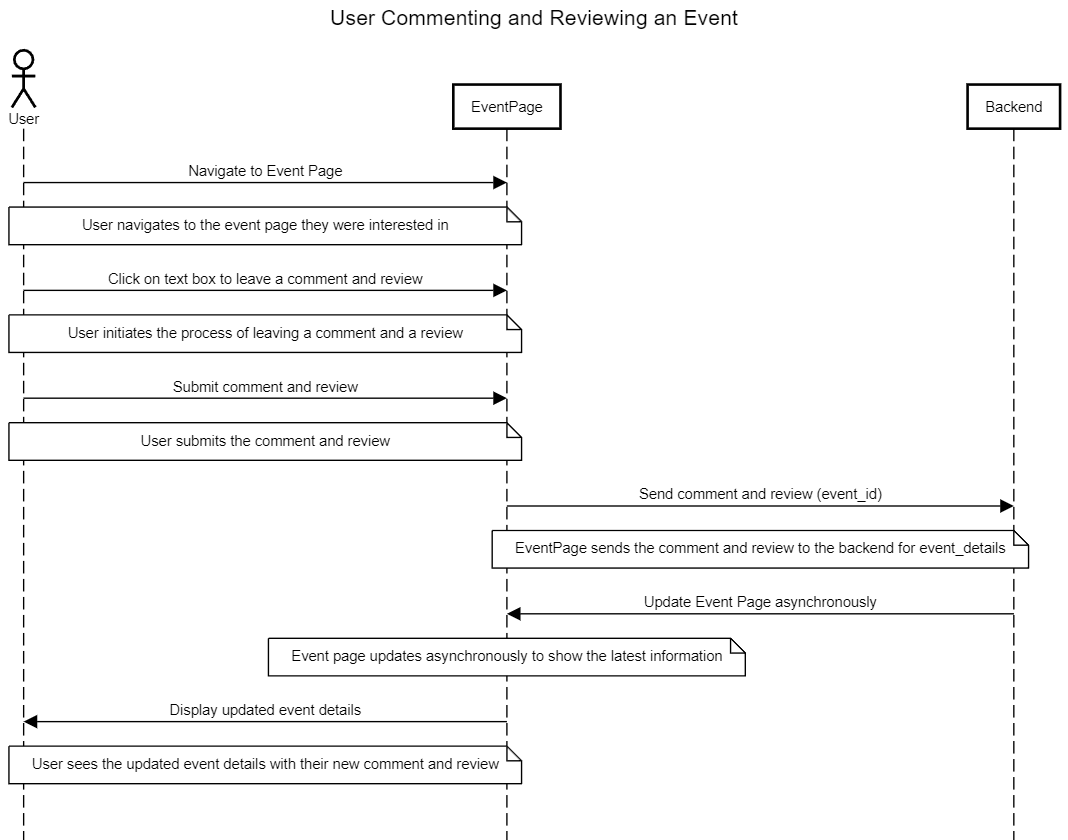 User Commenting and Reviewing an Event
User
EventPage
Backend
Navigate to Event Page
User navigates to the event page they were interested in
Click on text box to leave a comment and review
User initiates the process of leaving a comment and a review
Submit comment and review
User submits the comment and review
Send comment and review (event_id)
EventPage sends the comment and review to the backend for event_details
Update Event Page asynchronously
Event page updates asynchronously to show the latest information
Display updated event details
User sees the updated event details with their new comment and review